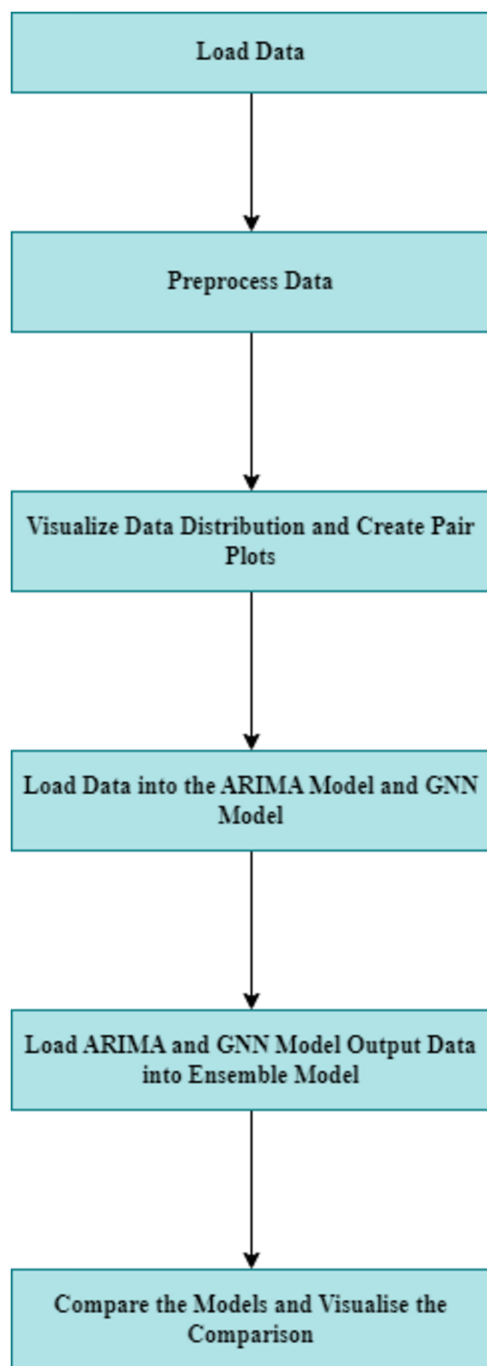 Load Data
Preprocess Data
Visualize Data Distribution and Create Pair
Plots
Load Data into the ARIMA Model and GNN
Model
Load ARIMA and GNN Model Output Data
into Ensemble Model
Compare the Models and Visualise the
Comparison